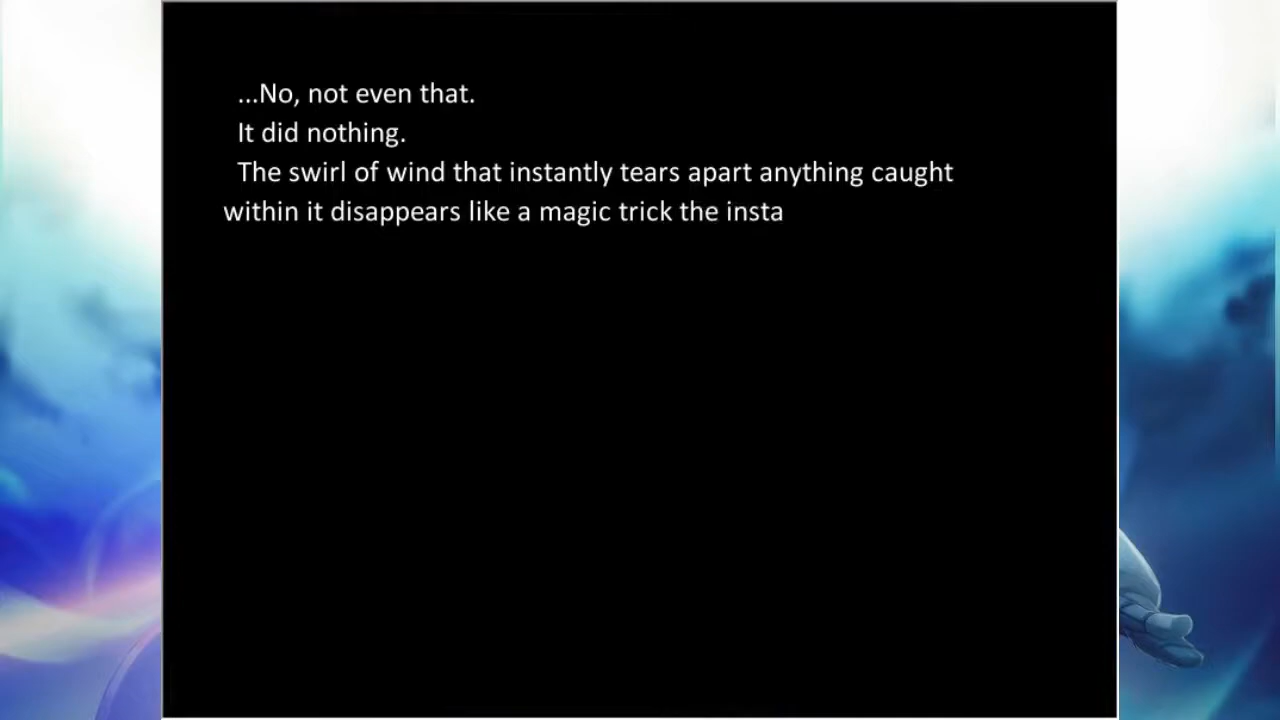 ...No, not even that.
It did nothing.
The swirl of wind that instantly tears apart anything caught
within it disappears like a magic trick the insta